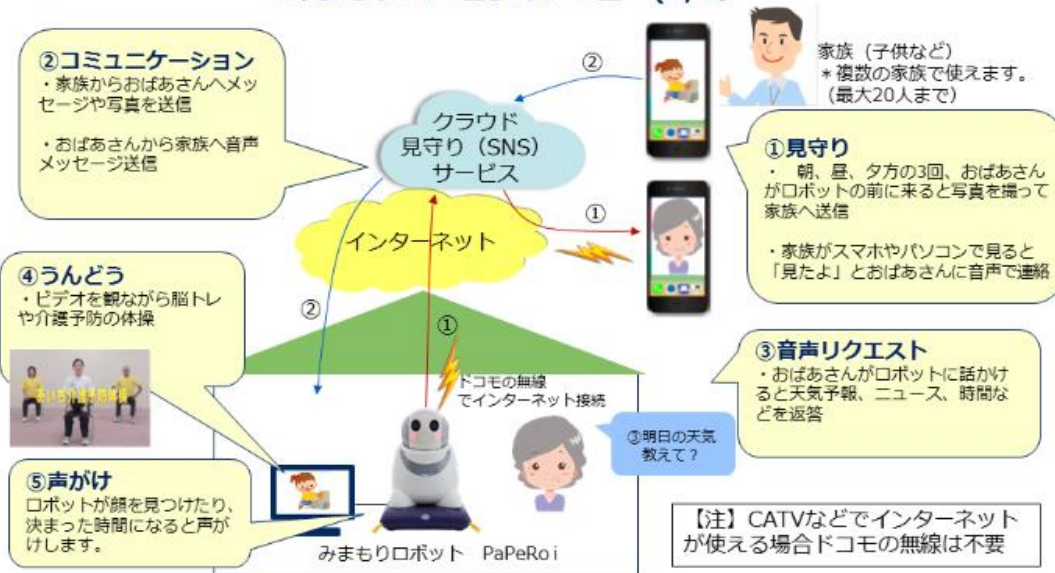 ②コミュニケーション
・家族からおばあさんへメッ
セージや写真を送信
・おばあさんから家族へ音声
メッセージ送信
②
クラウド
見守り（SNS）
サービス
インターネット
①
家族（子供など）
＊複数の家族で使えます。
（最大20人まで）
①見守り
・　朝、昼、夕方の3回、おばあさん
がロボットの前に来ると写真を撮って
家族へ送信
・家族がスマホやパソコンで見ると
「見たよ」とおばあさんに音声で連絡
④うんどう
・ビデオを観ながら脳トレ
や介護予防の体操
②
①
ドコモの無線
でインターネット接続
③音声リクエスト
・おばあさんがロボットに話かけ
ると天気予報、ニュース、時間な
どを返答
③明日の天気
教えて？
⑤声がけ
ロボットが顔を見つけたり、
決まった時間になると声が
けします。
みまもりロボット　PaPeRo i
【注】CATVなどでインターネット
が使える場合ドコモの無線は不要